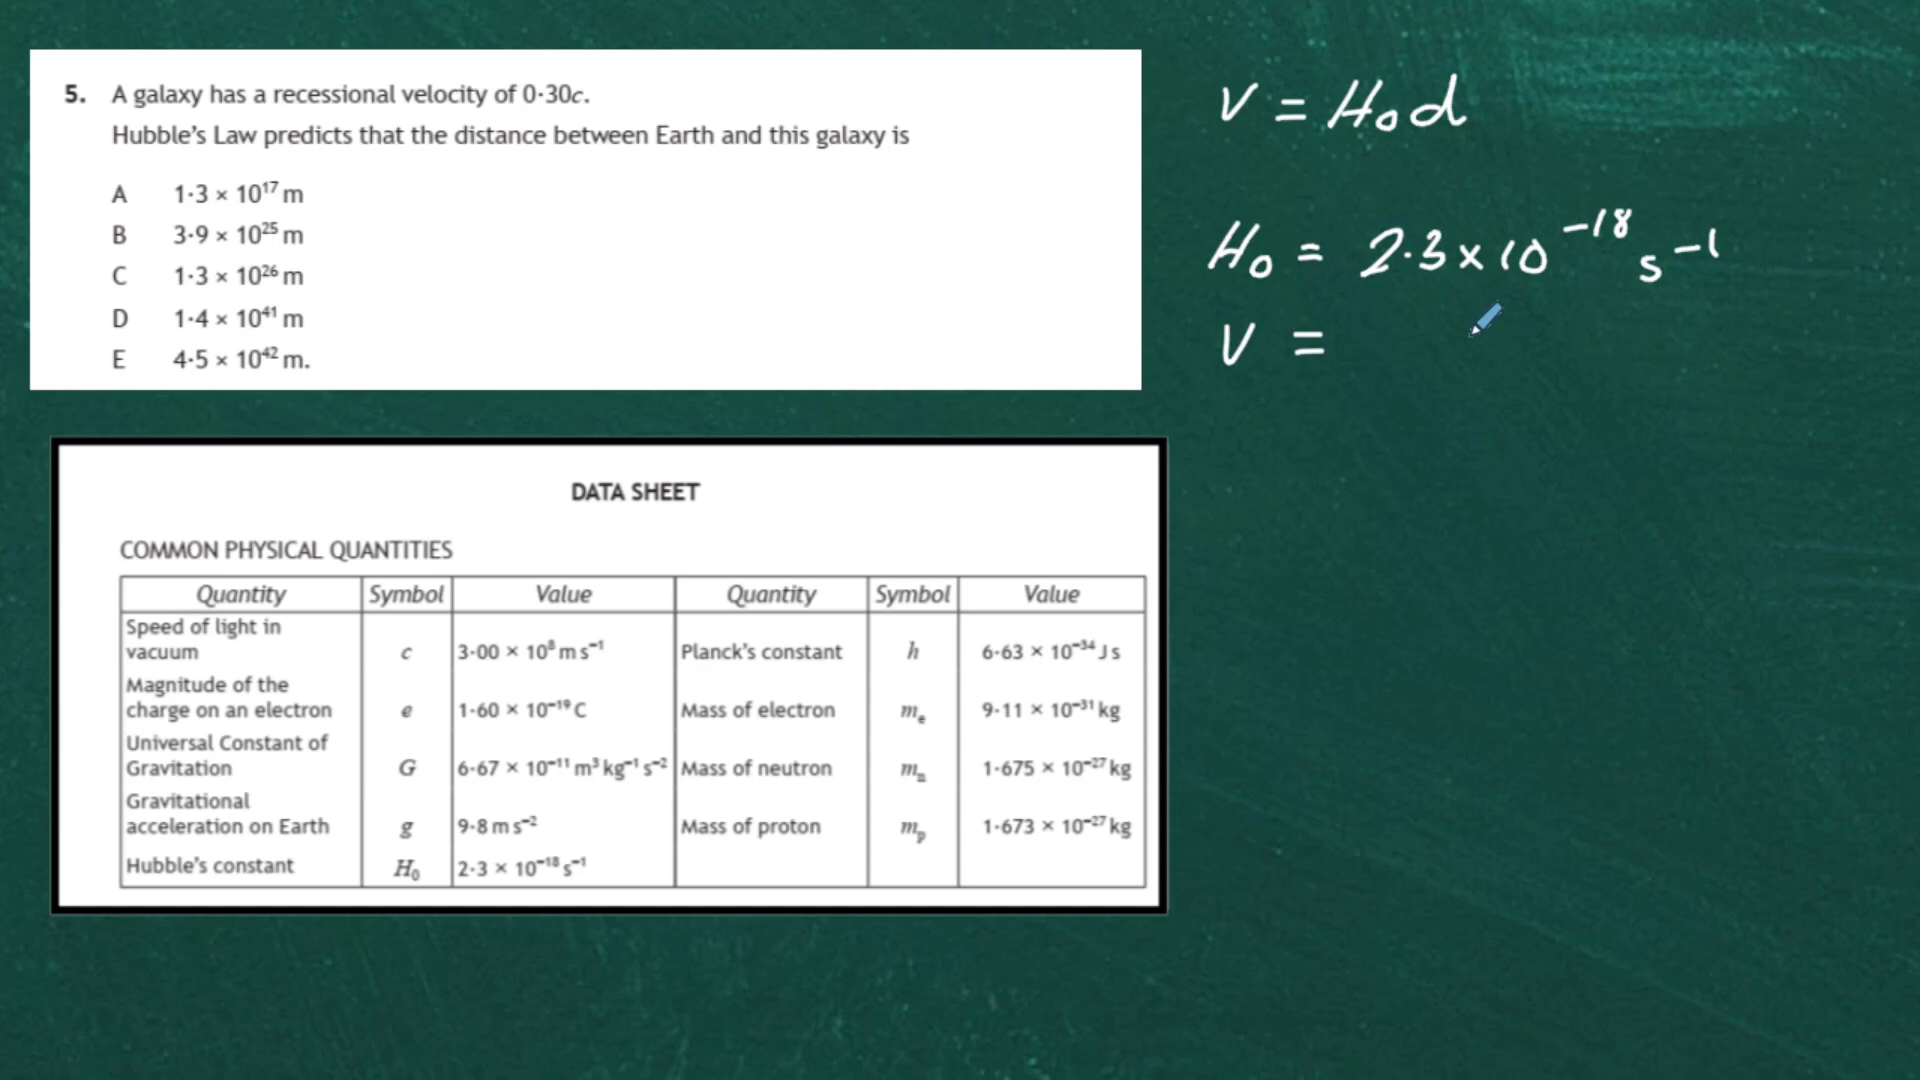 5. A galaxy has a recessional velocity of 0·30c.
Hubble's Law predicts that the distance between Earth and this galaxy is
A 1·3 × 10¹⁷ m
B 3·9 × 10²⁵ m
C 1·3 × 10²⁶ m
D 1·4 × 10⁴¹ m
E 4·5 × 10⁴² m.
V = H₀d
H₀ = 2.3 × 10⁻¹⁸ s⁻¹
V =
DATA SHEET
COMMON PHYSICAL QUANTITIES
Quantity Symbol Value Quantity Symbol Value
Speed of light in
vacuum c 3·00 × 10⁸ m s⁻¹ Planck's constant h 6·63 × 10⁻³⁴ J s
Magnitude of the
charge on an electron e 1·60 × 10⁻¹⁹ C Mass of electron mₑ 9·11 × 10⁻³¹ kg
Universal Constant of
Gravitation G 6·67 × 10⁻¹¹ m³ kg⁻¹ s⁻² Mass of neutron mₙ 1·675 × 10⁻²⁷ kg
Gravitational
acceleration on Earth g 9·8 m s⁻² Mass of proton mₚ 1·673 × 10⁻²⁷ kg
Hubble's constant H₀ 2·3 × 10⁻¹⁸ s⁻¹